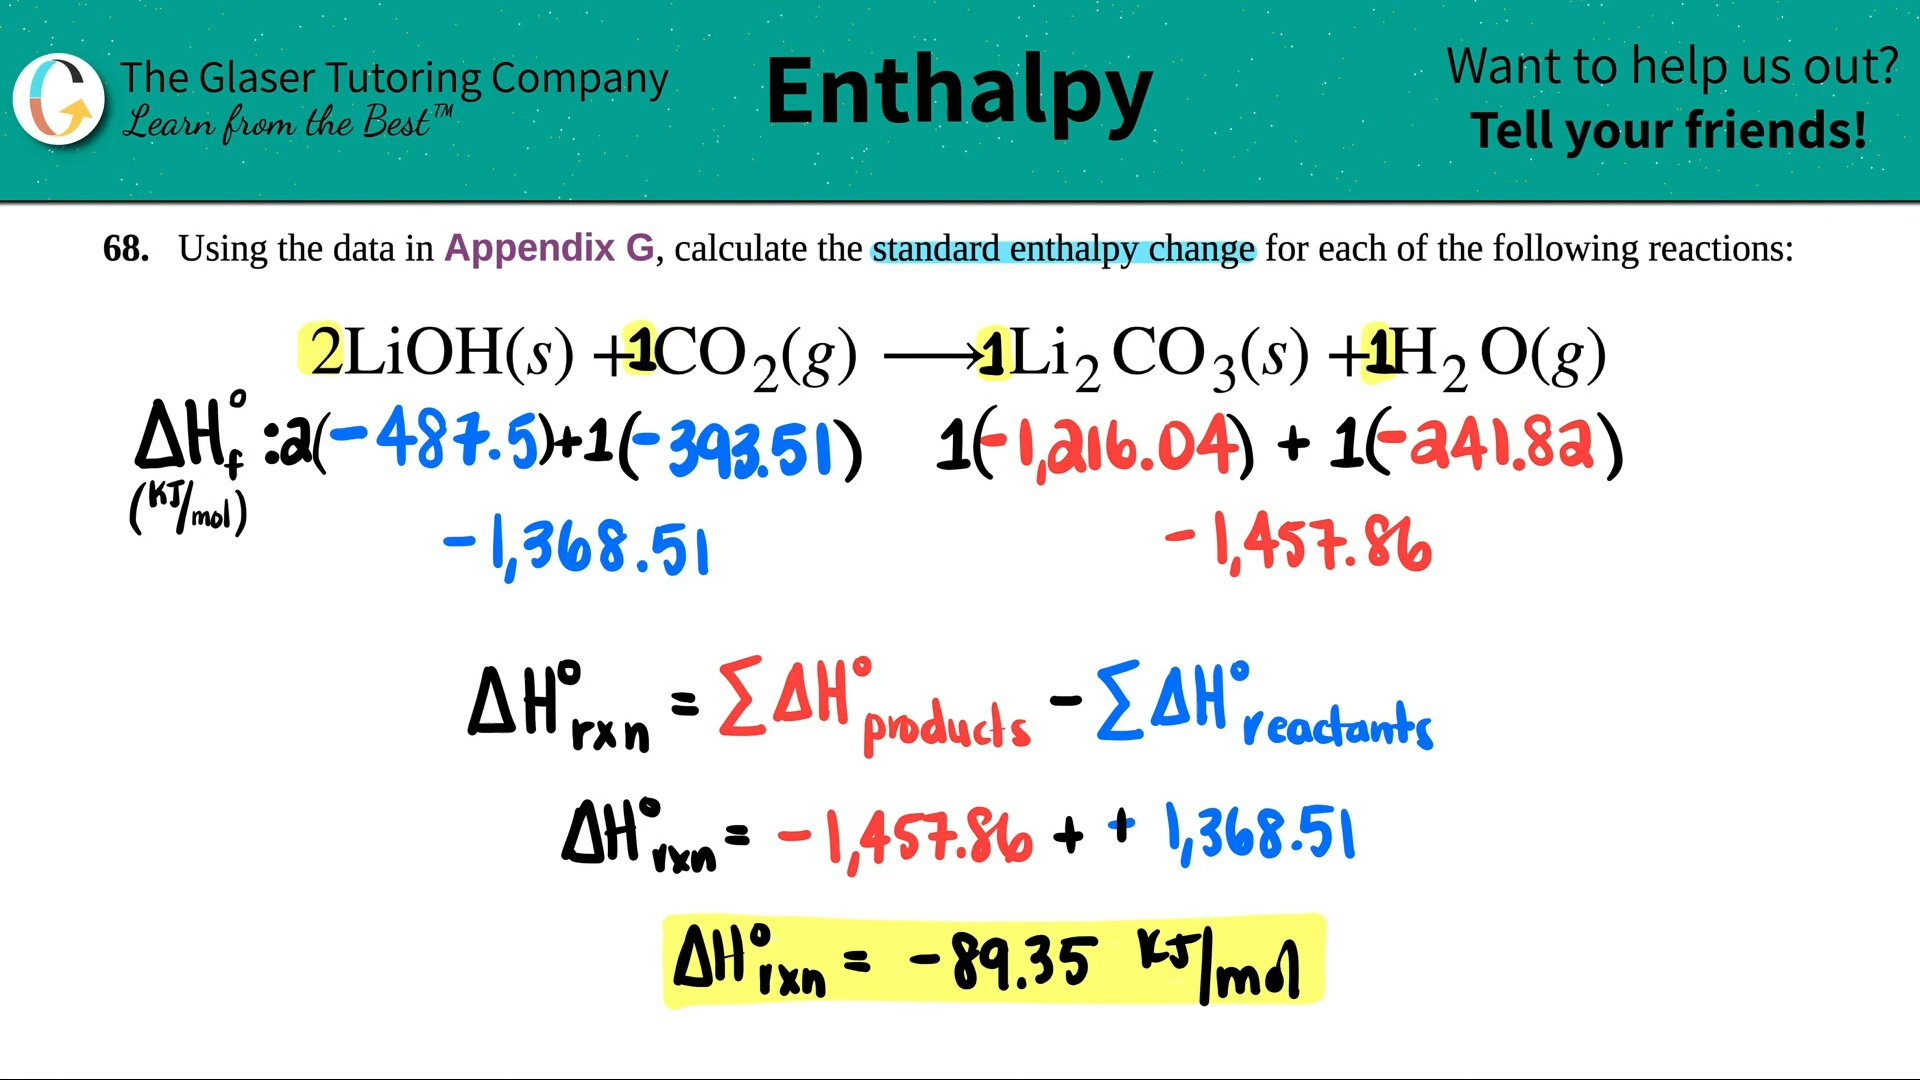 The Glaser Tutoring Company
Learn from the Best™
Enthalpy
Want to help us out?
Tell your friends!
68. Using the data in Appendix G, calculate the standard enthalpy change for each of the following reactions:
2LiOH(s) + 1CO₂(g) ⟶ 1Li₂CO₃(s) + 1H₂O(g)
ΔH°f : 2(-487.5)+1(-393.51) 1(-1,216.04) + 1(-241.82)
(KJ/mol)
-1,368.51 -1,457.86
ΔH°rxn = ΣΔH°products - ΣΔH°reactants
ΔH°rxn = -1,457.86 + + 1,368.51
ΔH°rxn = -89.35 KJ/mol